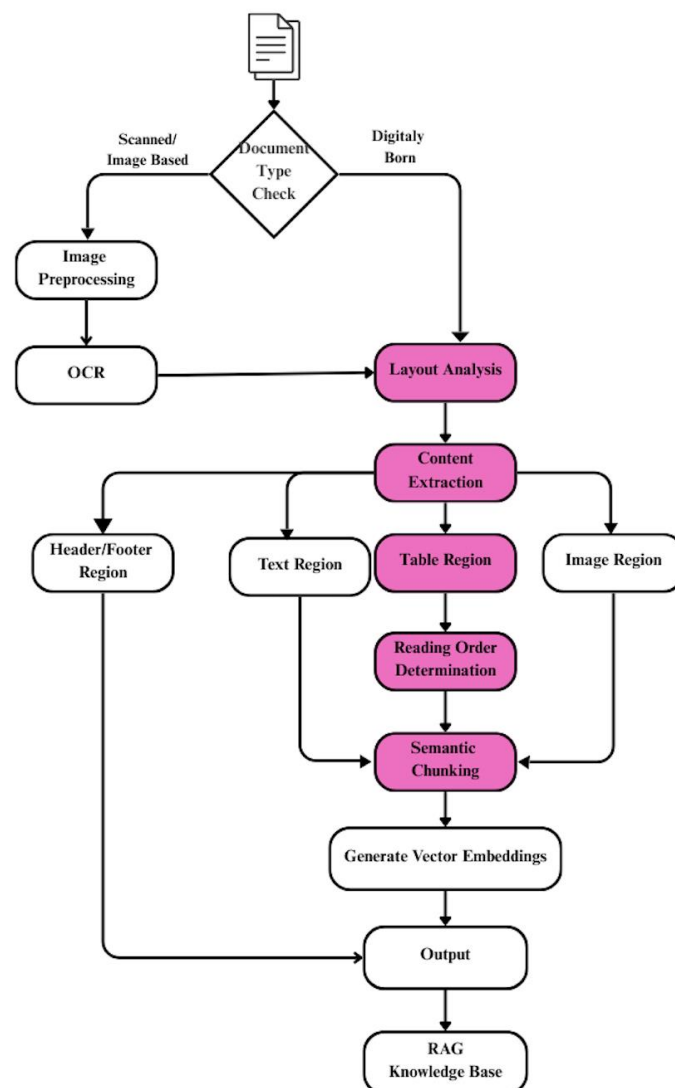 Scanned/
Image Based
Document
Type
Check
Digitaly
Born
Image
Preprocessing
OCR
Layout Analysis
Content
Extraction
Header/Footer
Region
Text Region
Table Region
Image Region
Reading Order
Determination
Semantic
Chunking
Generate Vector Embeddings
Output
RAG
Knowledge Base